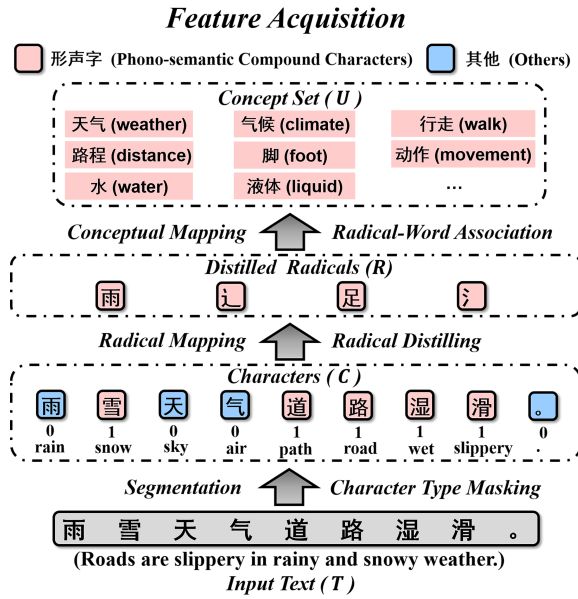 Feature Acquisition
形声字 (Phono-semantic Compound Characters) 其他 (Others)
Concept Set ( U )
天气 (weather) 气候 (climate) 行走 (walk)
路程 (distance) 脚 (foot) 动作 (movement)
水 (water) 液体 (liquid) ...
Conceptual Mapping Radical-Word Association
Distilled Radicals (R)
雨 辶 足 氵
Radical Mapping Radical Distilling
Characters ( C )
雨 雪 天 气 道 路 湿 滑 。
0 1 0 0 1 1 1 1 0
rain snow sky air path road wet slippery .
Segmentation Character Type Masking
雨 雪 天 气 道 路 湿 滑 。
(Roads are slippery in rainy and snowy weather.)
Input Text ( T )